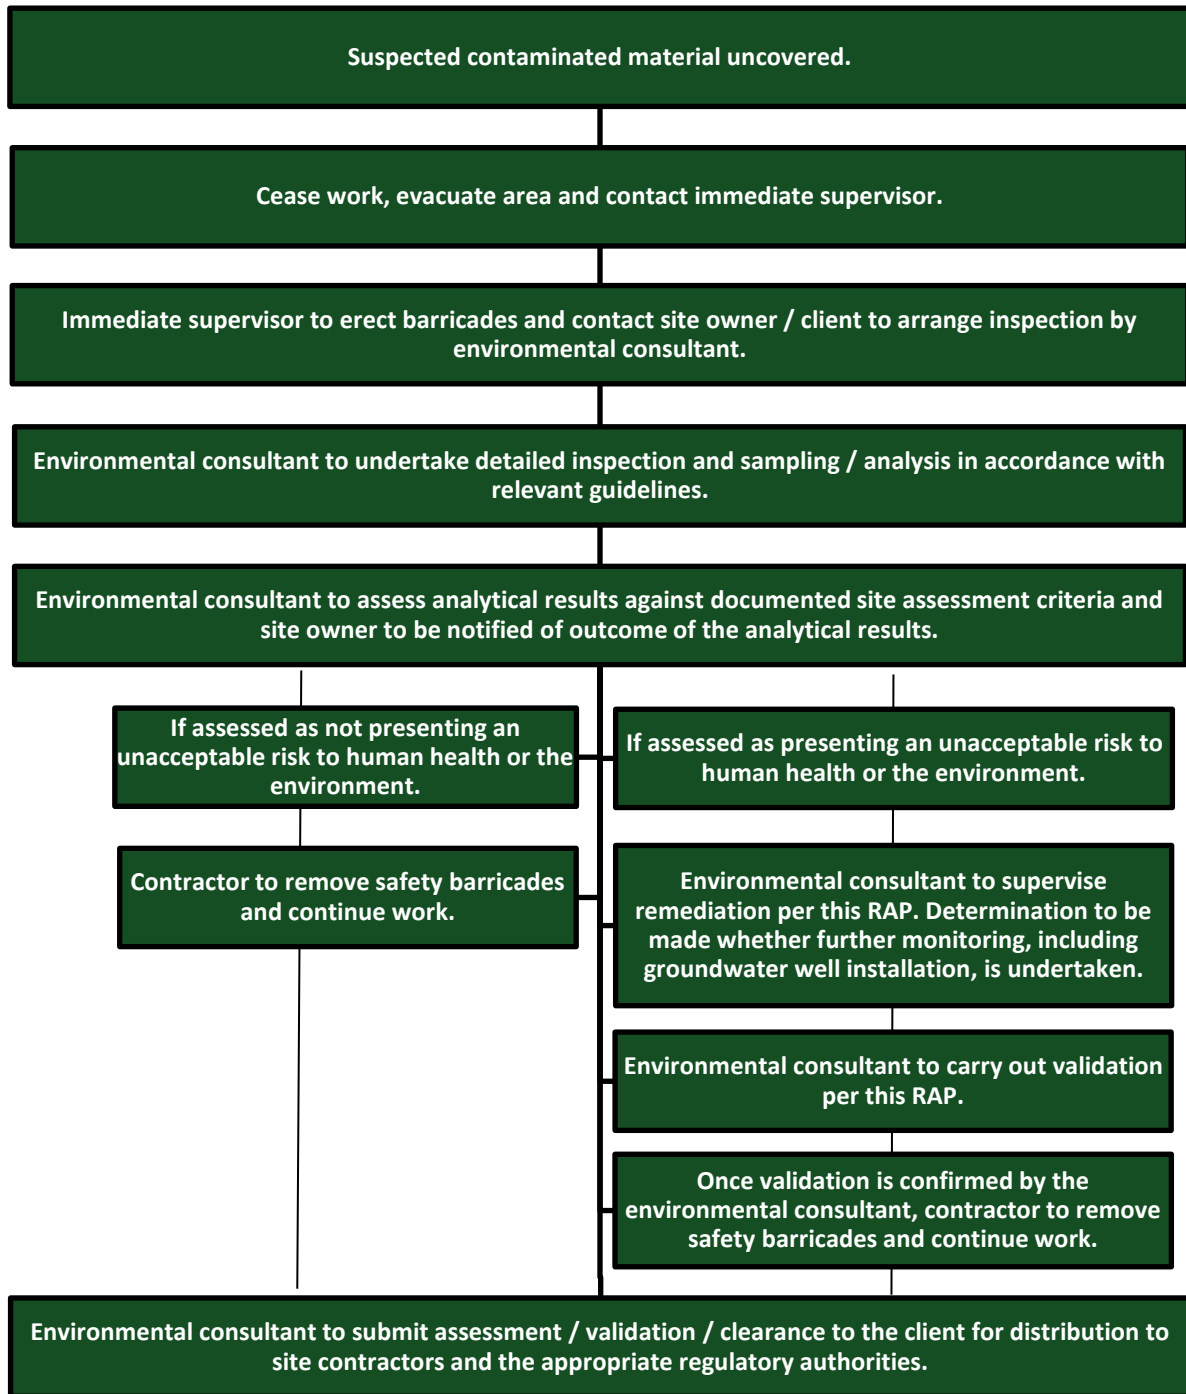 Suspected contaminated material uncovered.
Cease work, evacuate area and contact immediate supervisor.
Immediate supervisor to erect barricades and contact site owner / client to arrange inspection by
environmental consultant.
Environmental consultant to undertake detailed inspection and sampling / analysis in accordance with
relevant guidelines.
Environmental consultant to assess analytical results against documented site assessment criteria and
site owner to be notified of outcome of the analytical results.
If assessed as not presenting an
unacceptable risk to human health or the
environment.
Contractor to remove safety barricades
and continue work.
If assessed as presenting an unacceptable risk to
human health or the environment.
Environmental consultant to supervise
remediation per this RAP. Determination to be
made whether further monitoring, including
groundwater well installation, is undertaken.
Environmental consultant to carry out validation
per this RAP.
Once validation is confirmed by the
environmental consultant, contractor to remove
safety barricades and continue work.
Environmental consultant to submit assessment / validation / clearance to the client for distribution to
site contractors and the appropriate regulatory authorities.